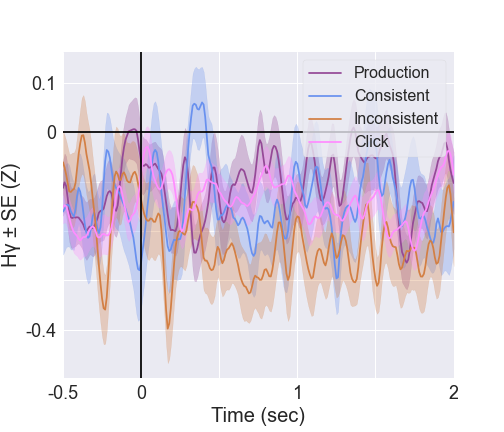 Production
Consistent
Inconsistent
Click
0.1
0
-0.4
Hγ ± SE (Z)
-0.5
0
1
2
Time (sec)